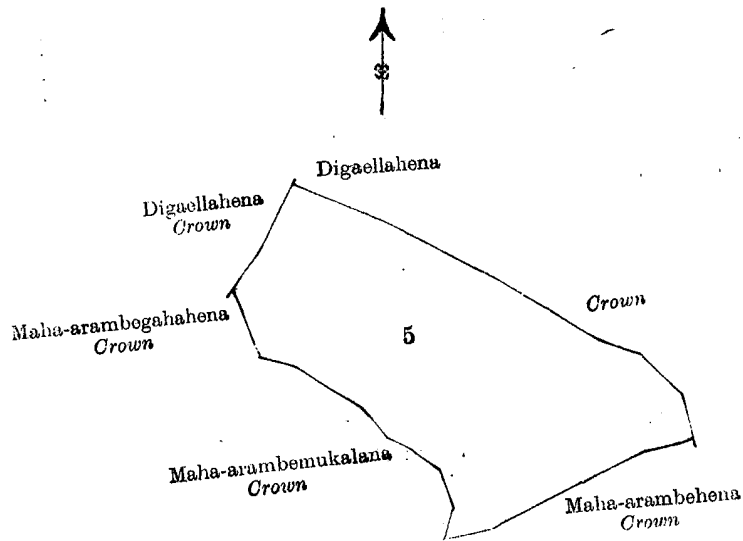 Digaellahena
Digaellahena
Crown
Crown
Maha-arambegahahena
Crown
5
Maha-arambemukalana
Crown
Maha-arambehena
Crown